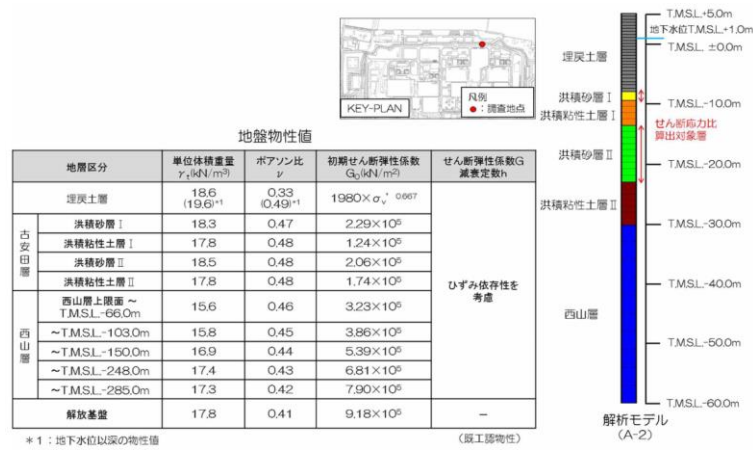 KEY-PLAN
凡例
●：調査地点
地盤物性値
地層区分
単位体積重量
γt(kN/m³)
ポアソン比
ν
初期せん断弾性係数
G₀(kN/m²)
せん断弾性係数G
減衰定数h
埋戻土層
18.6
(19.6)*1
0.33
(0.49)*1
1980×σv' 0.667
古安田層
洪積砂層Ⅰ 18.3 0.47 2.29×10⁵
洪積粘性土層Ⅰ 17.8 0.48 1.24×10⁵
洪積砂層Ⅱ 18.5 0.48 2.06×10⁵
洪積粘性土層Ⅱ 17.8 0.48 1.74×10⁵
ひずみ依存性を
考慮
西山層
西山層上限面 ～
T.M.S.L.-66.0m
15.6 0.46 3.23×10⁵
～T.M.S.L.-103.0m 15.8 0.45 3.86×10⁵
～T.M.S.L.-150.0m 16.9 0.44 5.39×10⁵
～T.M.S.L.-248.0m 17.4 0.43 6.81×10⁵
～T.M.S.L.-285.0m 17.3 0.42 7.90×10⁵
解放基盤 17.8 0.41 9.18×10⁵ －
＊1：地下水位以深の物性値
(既工認物性)
T.M.S.L.+5.0m
地下水位T.M.S.L.+1.0m
T.M.S.L. ±0.0m
埋戻土層
洪積砂層Ⅰ
T.M.S.L.-10.0m
洪積粘性土層Ⅰ
せん断応力比
算出対象層
洪積砂層Ⅱ
T.M.S.L.-20.0m
洪積粘性土層Ⅱ
T.M.S.L.-30.0m
西山層
T.M.S.L.-40.0m
T.M.S.L.-50.0m
T.M.S.L.-60.0m
解析モデル
(A-2)